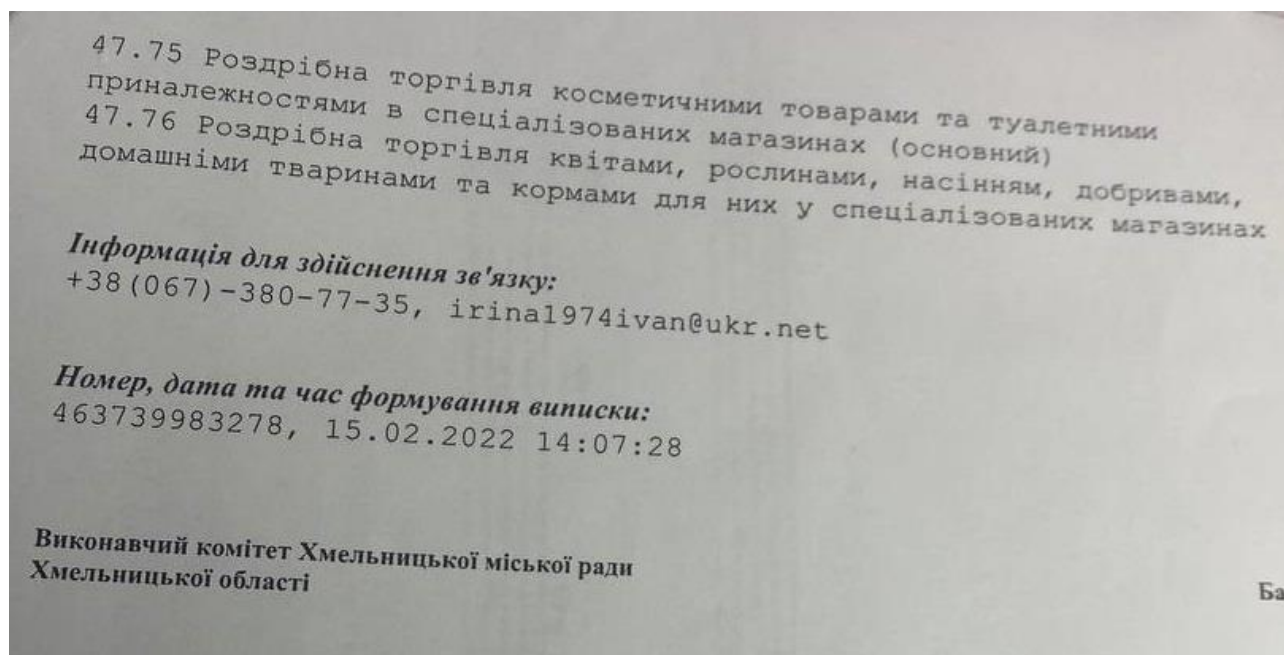 47.75 Роздрібна торгівля косметичними товарами та туалетними
приналежностями в спеціалізованих магазинах (основний)
47.76 Роздрібна торгівля квітами, рослинами, насінням, добривами,
домашніми тваринами та кормами для них у спеціалізованих магазинах
Інформація для здійснення зв'язку:
+38(067)-380-77-35, irina1974ivan@ukr.net
Номер, дата та час формування виписки:
463739983278, 15.02.2022 14:07:28
Виконавчий комітет Хмельницької міської ради
Хмельницької області
Ба